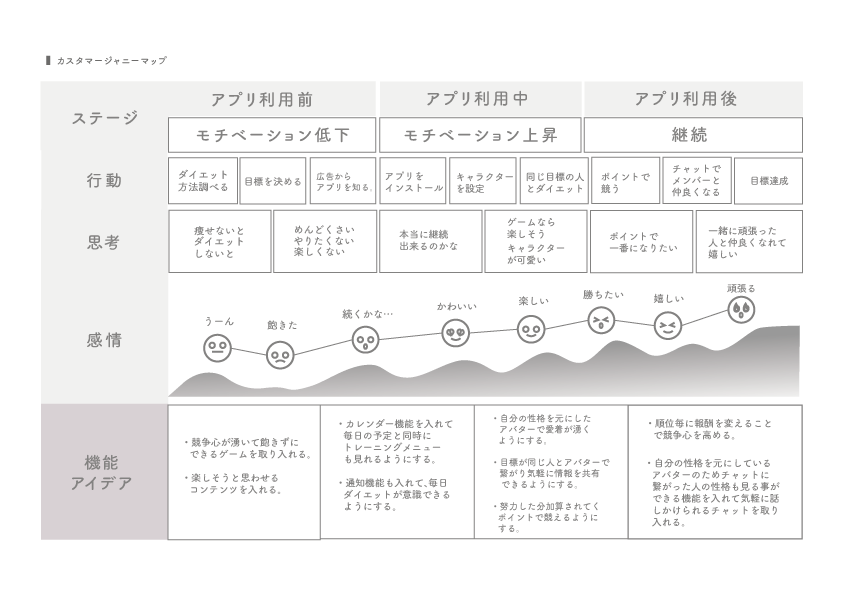 カスタマージャニーマップ
ステージ
アプリ利用前
アプリ利用中
アプリ利用後
モチベーション低下
モチベーション上昇
継続
行動
ダイエット
方法調べる
目標を決める
広告から
アプリを知る。
アプリを
インストール
キャラクター
を設定
同じ目標の人
とダイエット
ポイントで
競う
チャットで
メンバーと
仲良くなる
目標達成
思考
痩せないと
ダイエット
しないと
めんどくさい
やりたくない
楽しくない
本当に継続
出来るのかな
ゲームなら
楽しそう
キャラクター
が可愛い
ポイントで
一番になりたい
一緒に頑張った
人と仲良くなれて
嬉しい
感情
うーん
飽きた
続くかな…
かわいい
楽しい
勝ちたい
嬉しい
頑張る
機能
アイデア
・競争心が湧いて飽きずに
できるゲームを取り入れる。
・楽しそうと思わせる
コンテンツを入れる。
・カレンダー機能を入れて
毎日の予定と同時に
トレーニングメニュー
も見れるようにする。
・通知機能も入れて、毎日
ダイエットが意識できる
ようにする。
・自分の性格を元にした
アバターで愛着が湧く
ようにする。
・目標が同じ人とアバターで
繋がり気軽に情報を共有
できるようにする。
・努力した分加算されてく
ポイントで競えるように
する。
・順位毎に報酬を変えること
で競争心を高める。
・自分の性格を元にしている
アバターのためチャットに
繋がった人の性格も見る事が
できる機能を入れて気軽に話
しかけられるチャットを取り
入れる。